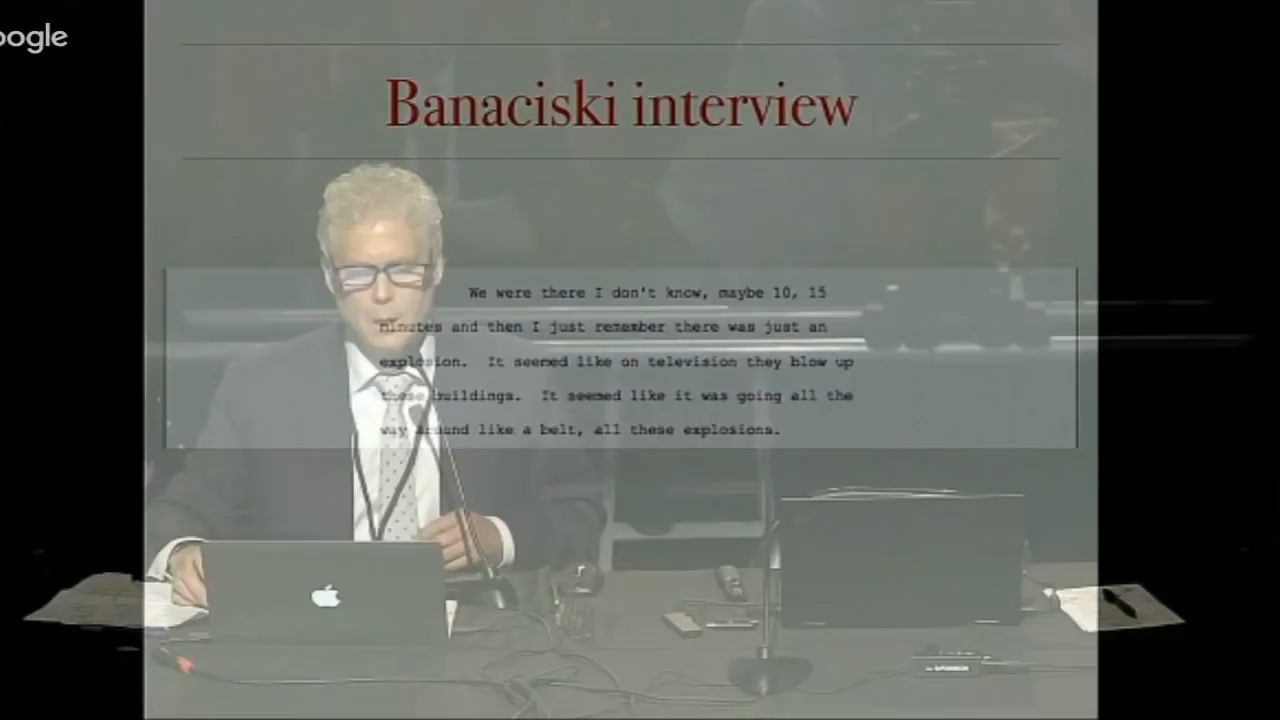 oogle
Banaciski interview
We were there I don't know, maybe 10, 15
minutes and then I just remember there was just an
explosion. It seemed like on television they blow up
these buildings. It seemed like it was going all the
way around like a belt, all these explosions.